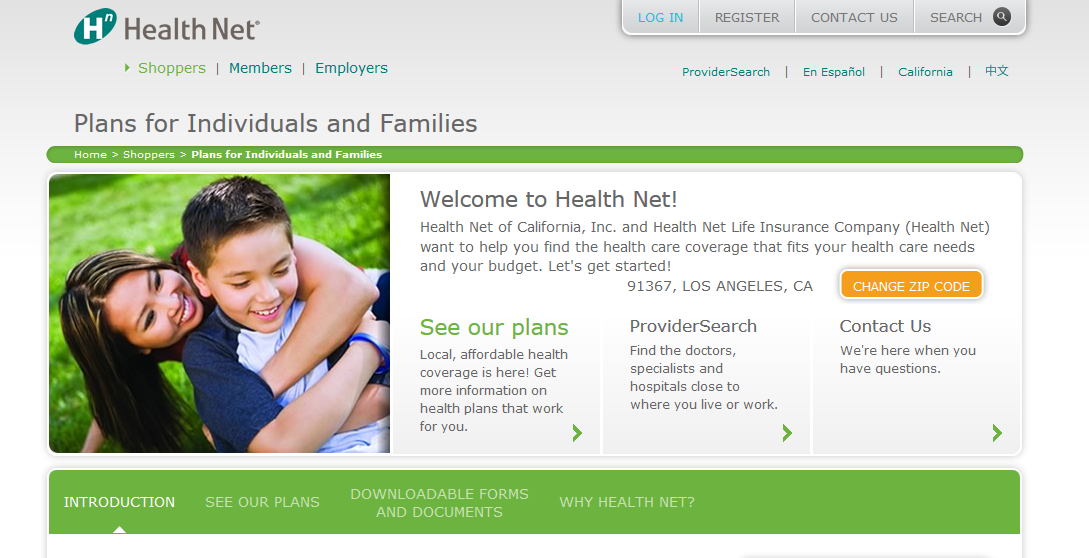 Hn Health Net®
LOG IN
REGISTER
CONTACT US
SEARCH
Shoppers | Members | Employers
ProviderSearch | En Español | California | 中文
Plans for Individuals and Families
Home > Shoppers > Plans for Individuals and Families
Welcome to Health Net!
Health Net of California, Inc. and Health Net Life Insurance Company (Health Net)
want to help you find the health care coverage that fits your health care needs
and your budget. Let's get started!
91367, LOS ANGELES, CA
CHANGE ZIP CODE
See our plans
Local, affordable health
coverage is here! Get
more information on
health plans that work
for you.
ProviderSearch
Find the doctors,
specialists and
hospitals close to
where you live or work.
Contact Us
We're here when you
have questions.
INTRODUCTION
SEE OUR PLANS
DOWNLOADABLE FORMS
AND DOCUMENTS
WHY HEALTH NET?